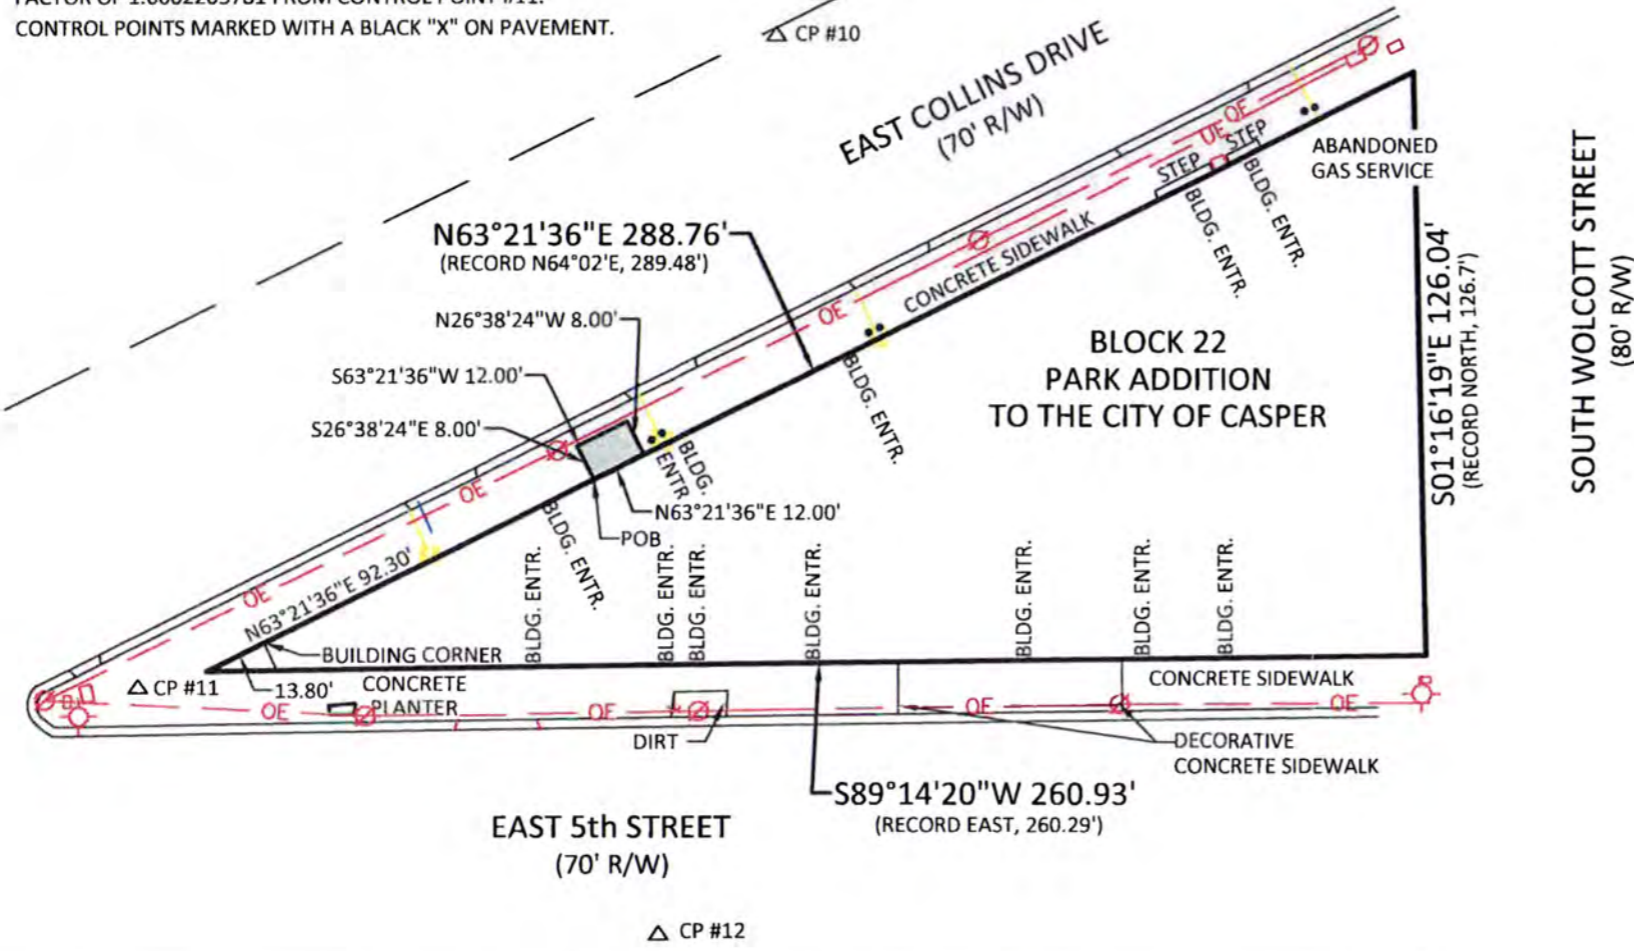 CONTROL POINTS MARKED WITH A BLACK "X" ON PAVEMENT.
CP #10
EAST COLLINS DRIVE
(70' R/W)
OE
OE
STEP
STEP
BLDG. ENTR.
BLDG. ENTR.
ABANDONED
GAS SERVICE
SOUTH WOLCOTT STREET
(80' R/W)
N63°21'36"E 288.76'
(RECORD N64°02'E, 289.48')
CONCRETE SIDEWALK
S01°16'19"E 126.04'
(RECORD NORTH, 126.7')
N26°38'24"W 8.00'
OE
BLOCK 22
PARK ADDITION
TO THE CITY OF CASPER
S63°21'36"W 12.00'
BLDG. ENTR.
S26°38'24"E 8.00'
BLDG.
ENTR.
OE
N63°21'36"E 12.00'
POB
BLDG. ENTR.
N63°21'36"E 92.30'
OE
BLDG. ENTR.
BLDG. ENTR.
BLDG. ENTR.
BLDG. ENTR.
BLDG. ENTR.
BLDG. ENTR.
BLDG. ENTR.
BUILDING CORNER
CP #11
13.80'
CONCRETE
PLANTER
CONCRETE SIDEWALK
OE
OE
OE
OE
DIRT
DECORATIVE
CONCRETE SIDEWALK
S89°14'20"W 260.93'
(RECORD EAST, 260.29')
EAST 5th STREET
(70' R/W)
CP #12